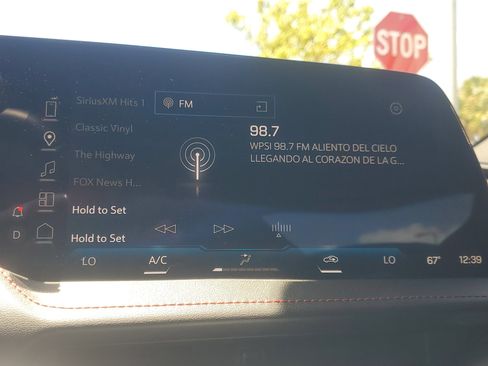 STOP
SiriusXM Hits 1
FM
Classic Vinyl
98.7
The Highway
WPSI 98.7 FM ALIENTO DEL CIELO
LLEGANDO AL CORAZON DE LA G...
FOX News H...
Hold to Set
Hold to Set
D
LO
A/C
LO
67°
12:39